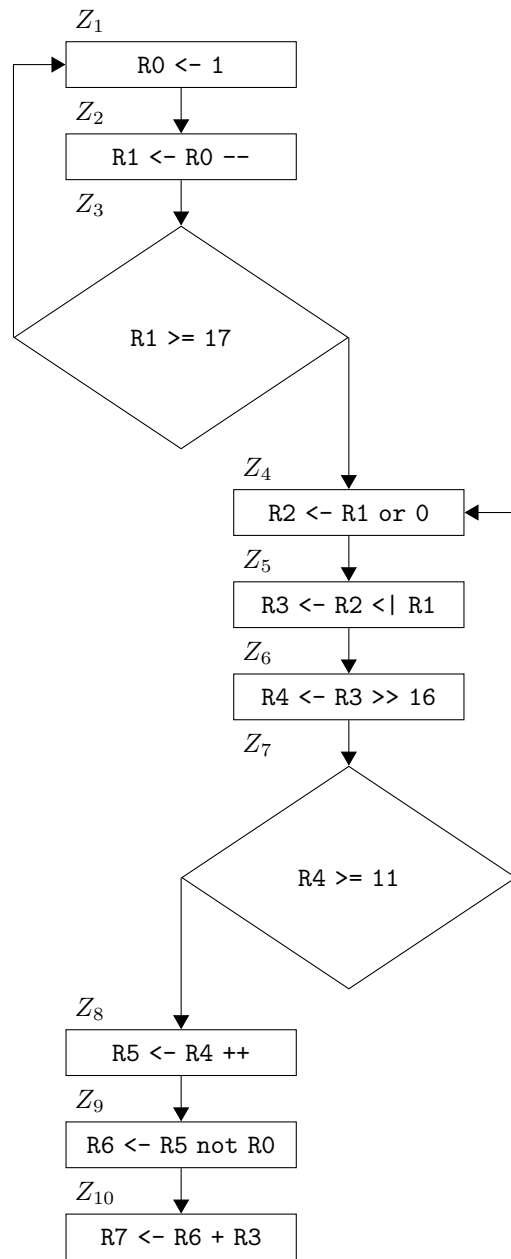 Z1
R0 <- 1
Z2
R1 <- R0 --
Z3
R1 >= 17
Z4
R2 <- R1 or 0
Z5
R3 <- R2 <| R1
Z6
R4 <- R3 >> 16
Z7
R4 >= 11
Z8
R5 <- R4 ++
Z9
R6 <- R5 not R0
Z10
R7 <- R6 + R3